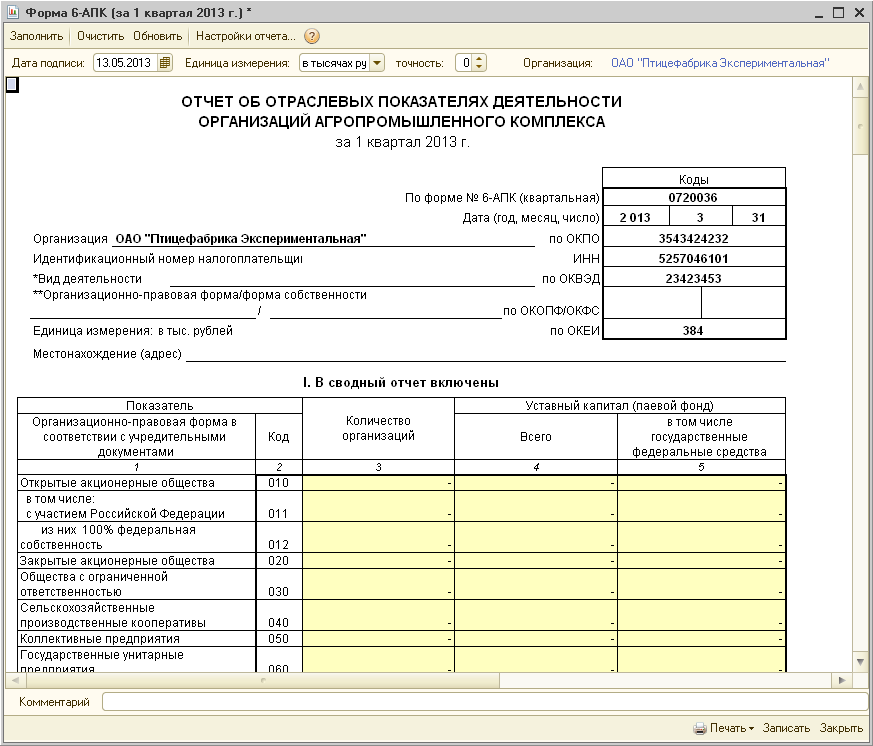 Форма 6-АПК (за 1 квартал 2013 г.) *
Заполнить Очистить Обновить Настройки отчета... ?
Дата подписи: 13.05.2013 Единица измерения: в тысячах ру точность: 0 Организация: ОАО "Птицефабрика Экспериментальная"
ОТЧЕТ ОБ ОТРАСЛЕВЫХ ПОКАЗАТЕЛЯХ ДЕЯТЕЛЬНОСТИ
ОРГАНИЗАЦИЙ АГРОПРОМЫШЛЕННОГО КОМПЛЕКСА
за 1 квартал 2013 г.
Коды
По форме № 6-АПК (квартальная) 0720036
Дата (год, месяц, число) 2 013 3 31
Организация ОАО "Птицефабрика Экспериментальная" по ОКПО 3543424232
Идентификационный номер налогоплательщи ИНН 5257046101
*Вид деятельности по ОКВЭД 23423453
**Организационно-правовая форма/форма собственности
/ по ОКОПФ/ОКФС
Единица измерения: в тыс. рублей по ОКЕИ 384
Местонахождение (адрес)
I. В сводный отчет включены
Показатель
Организационно-правовая форма в
соответствии с учредительными
документами
Код
Количество
организаций
Уставный капитал (паевой фонд)
Всего
в том числе
государственные
федеральные средства
1 2 3 4 5
Открытые акционерные общества 010 - - -
в том числе:
с участием Российской Федерации 011 - - -
из них 100% федеральная
собственность 012 - - -
Закрытые акционерные общества 020 - - -
Общества с ограниченной
ответственностью 030 - - -
Сельскохозяйственные
производственные кооперативы 040 - - -
Коллективные предприятия 050 - - -
Государственные унитарные
предприятия 060 - - -
Комментарий
Печать Записать Закрыть